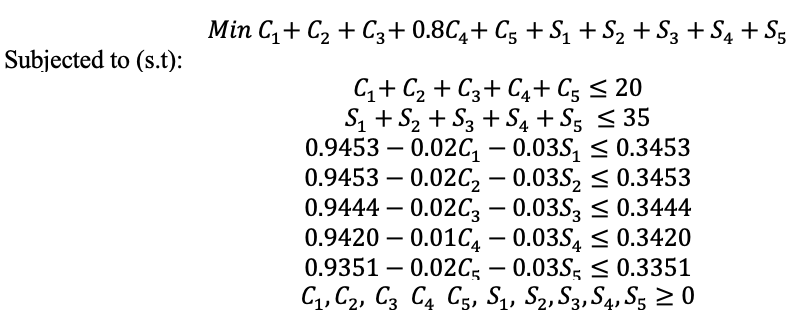 Min C₁+ C₂ + C₃+ 0.8C₄+ C₅ + S₁ + S₂ + S₃ + S₄ + S₅
Subjected to (s.t):
C₁+ C₂ + C₃+ C₄+ C₅ ≤ 20
S₁ + S₂ + S₃ + S₄ + S₅ ≤ 35
0.9453 − 0.02C₁ − 0.03S₁ ≤ 0.3453
0.9453 − 0.02C₂ − 0.03S₂ ≤ 0.3453
0.9444 − 0.02C₃ − 0.03S₃ ≤ 0.3444
0.9420 − 0.01C₄ − 0.03S₄ ≤ 0.3420
0.9351 − 0.02C₅ − 0.03S₅ ≤ 0.3351
C₁, C₂, C₃ C₄ C₅, S₁, S₂, S₃, S₄, S₅ ≥ 0